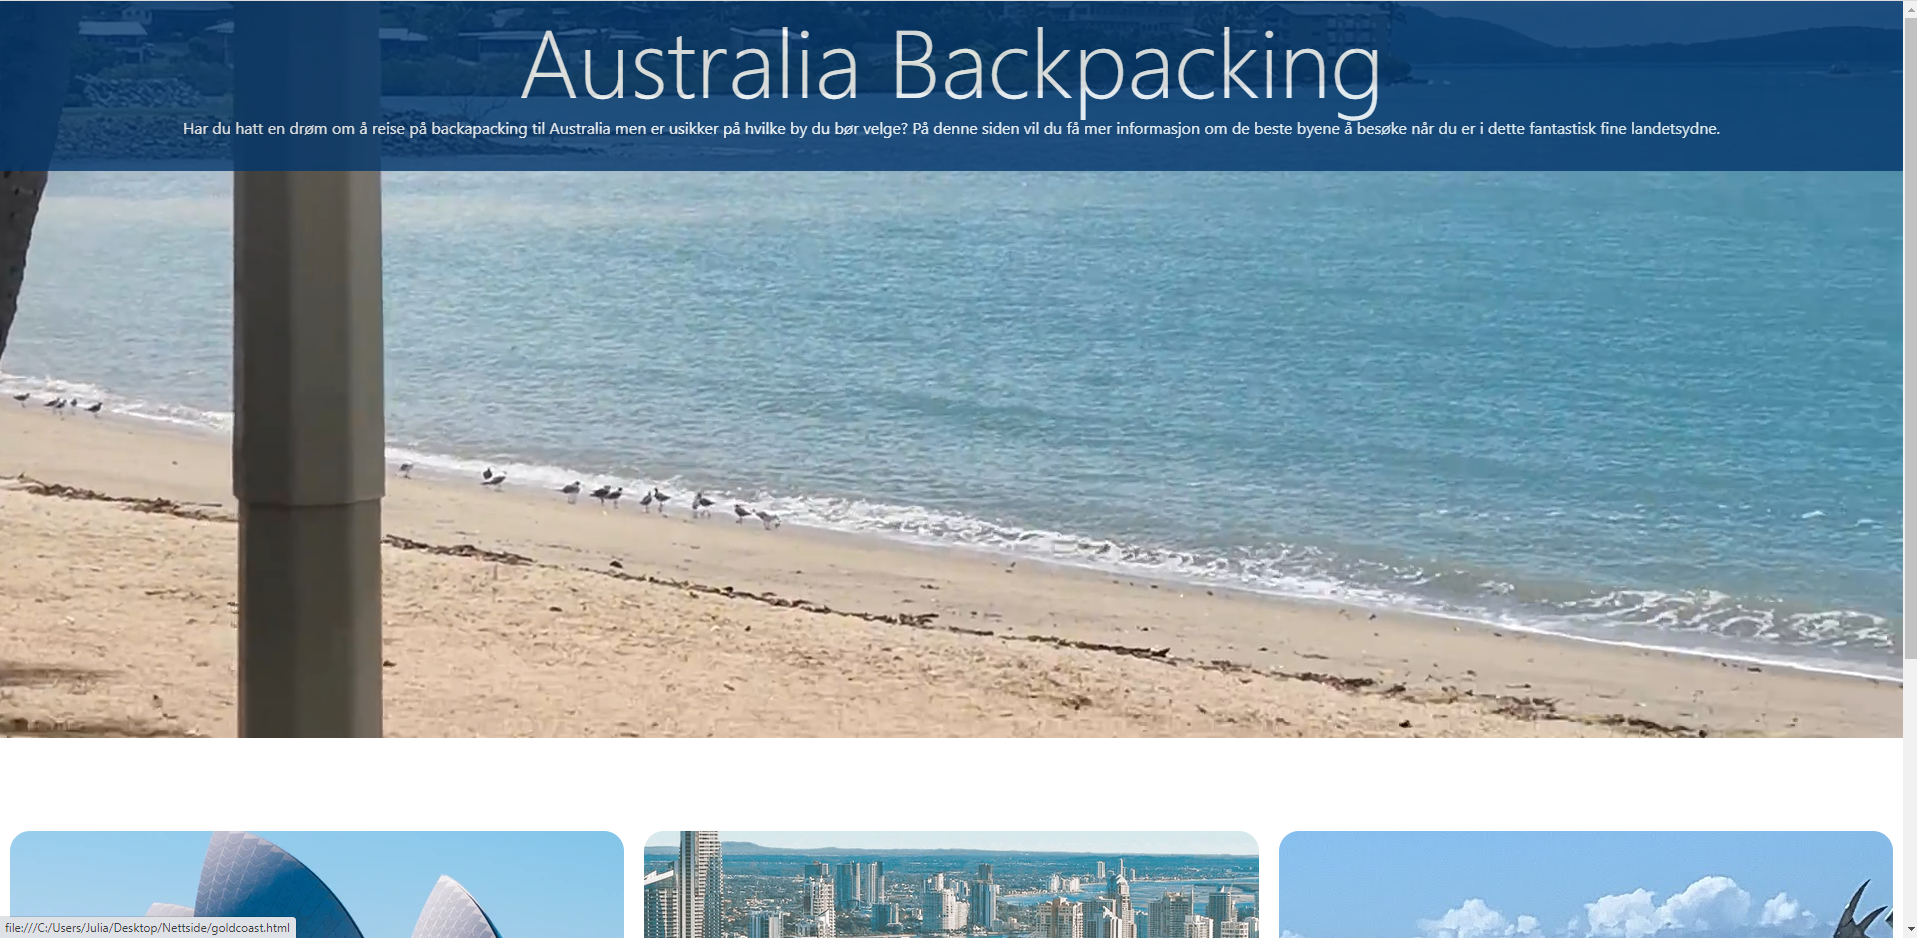 Australia Backpacking
Har du hatt en drøm om å reise på backapacking til Australia men er usikker på hvilke by du bør velge? På denne siden vil du få mer informasjon om de beste byene å besøke når du er i dette fantastisk fine landetsydne.
file:///C:/Users/Julia/Desktop/Nettside/goldcoast.html